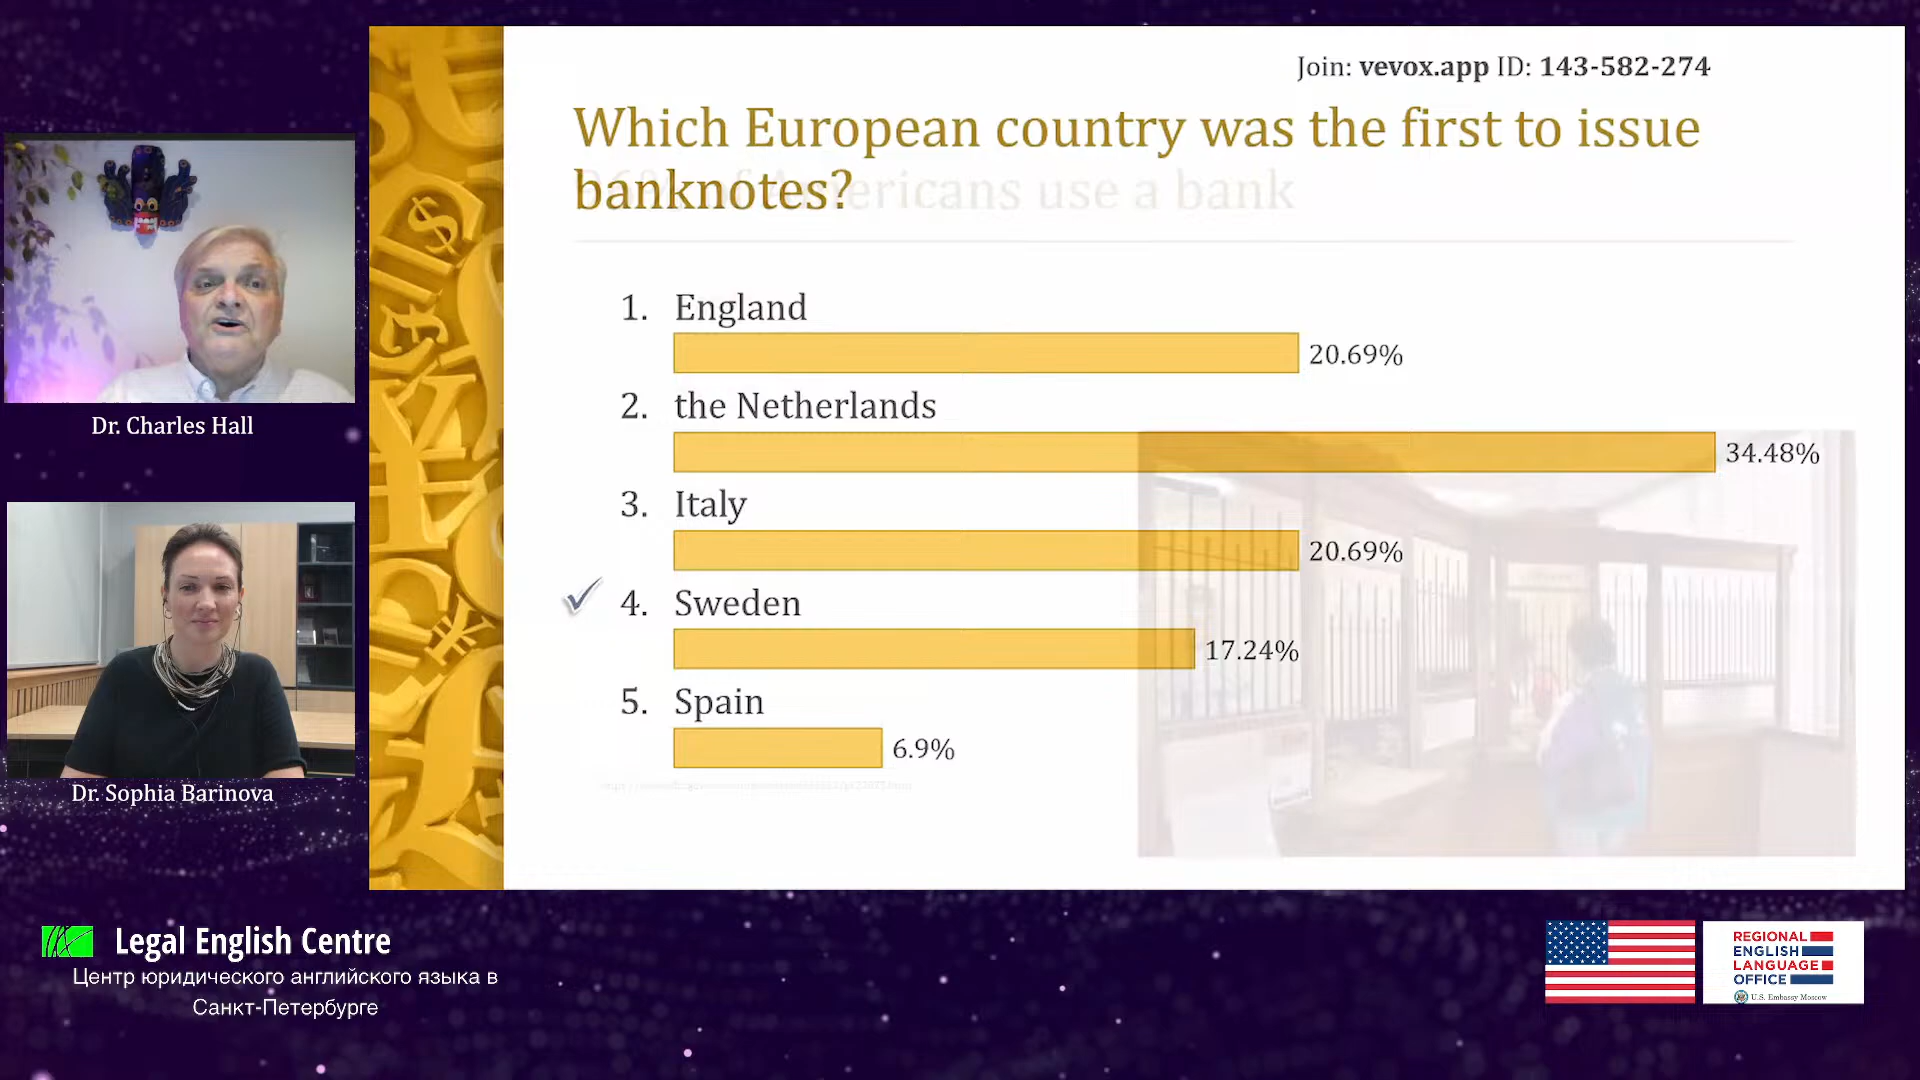 Join: vevox.app ID: 143-582-274
Which European country was the first to issue
banknotes?
Americans use a bank
1. England
20.69%
2. the Netherlands
34.48%
3. Italy
20.69%
4. Sweden
17.24%
5. Spain
6.9%
Dr. Charles Hall
Dr. Sophia Barinova
Legal English Centre
Центр юридического английского языка в
Санкт-Петербурге
REGIONAL
ENGLISH
LANGUAGE
OFFICE
U.S. Embassy Moscow